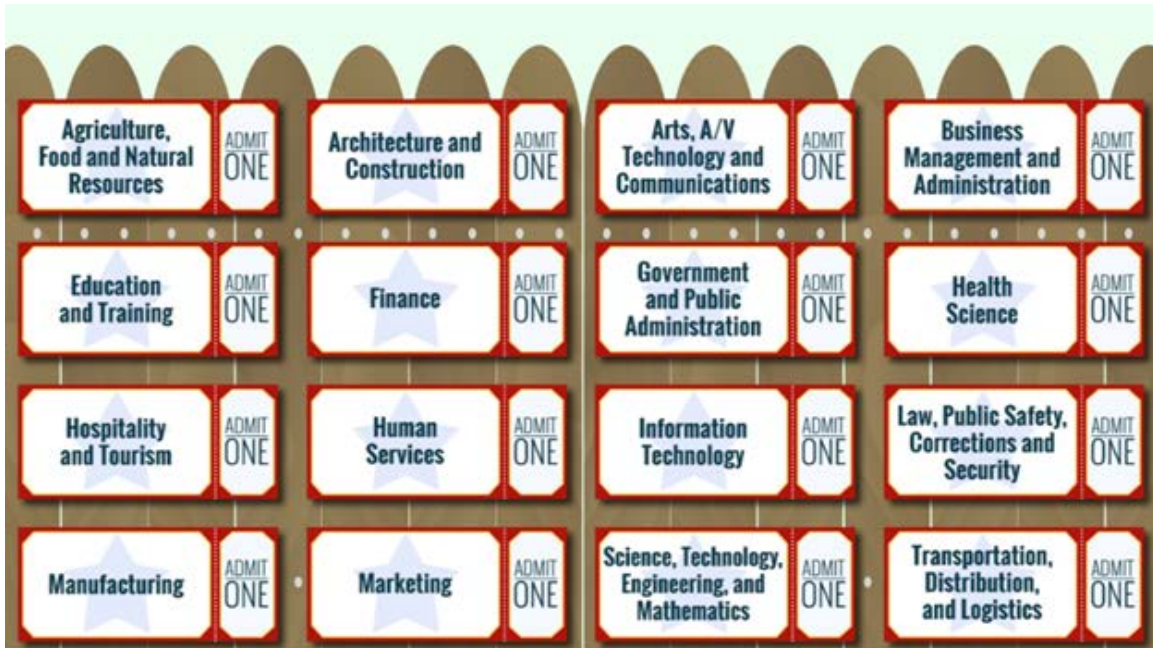 Agriculture,
Food and Natural
Resources
ADMIT
ONE
Architecture and
Construction
ADMIT
ONE
Arts, A/V
Technology and
Communications
ADMIT
ONE
Business
Management and
Administration
ADMIT
ONE
Education
and Training
ADMIT
ONE
Finance
ADMIT
ONE
Government
and Public
Administration
ADMIT
ONE
Health
Science
ADMIT
ONE
Hospitality
and Tourism
ADMIT
ONE
Human
Services
ADMIT
ONE
Information
Technology
ADMIT
ONE
Law, Public Safety,
Corrections and
Security
ADMIT
ONE
Manufacturing
ADMIT
ONE
Marketing
ADMIT
ONE
Science, Technology,
Engineering, and
Mathematics
ADMIT
ONE
Transportation,
Distribution,
and Logistics
ADMIT
ONE